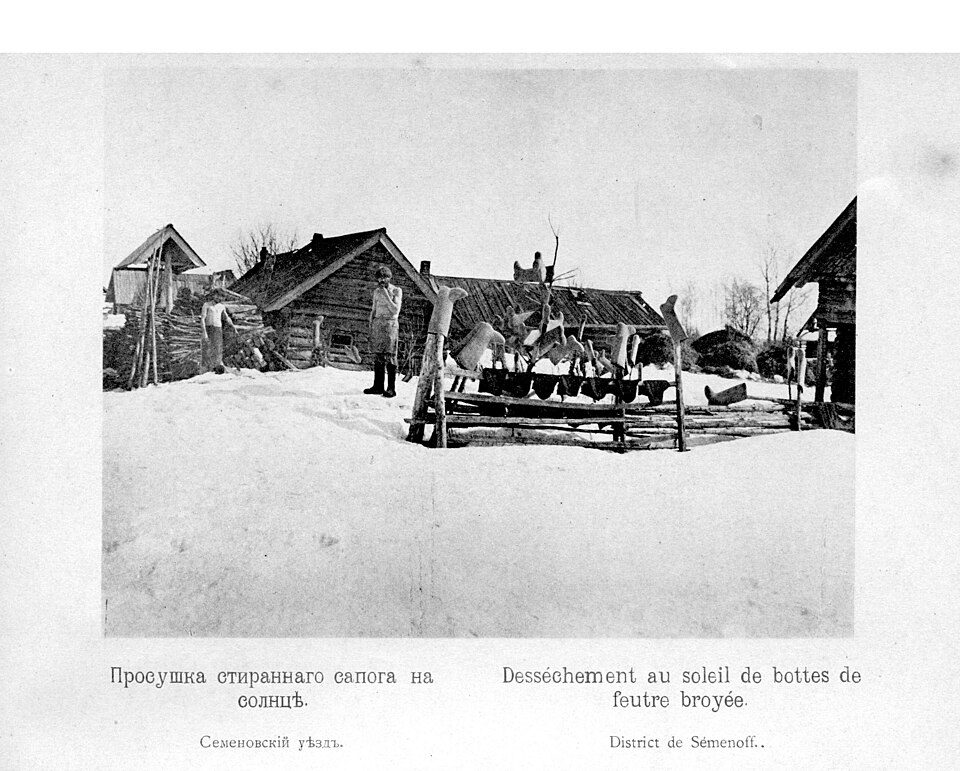 Просушка стираннаго сапога на
солнцѣ.
Семеновскій уѣздъ.
Desséchement au soleil de bottes de
feutre broyée.
District de Sémenoff..